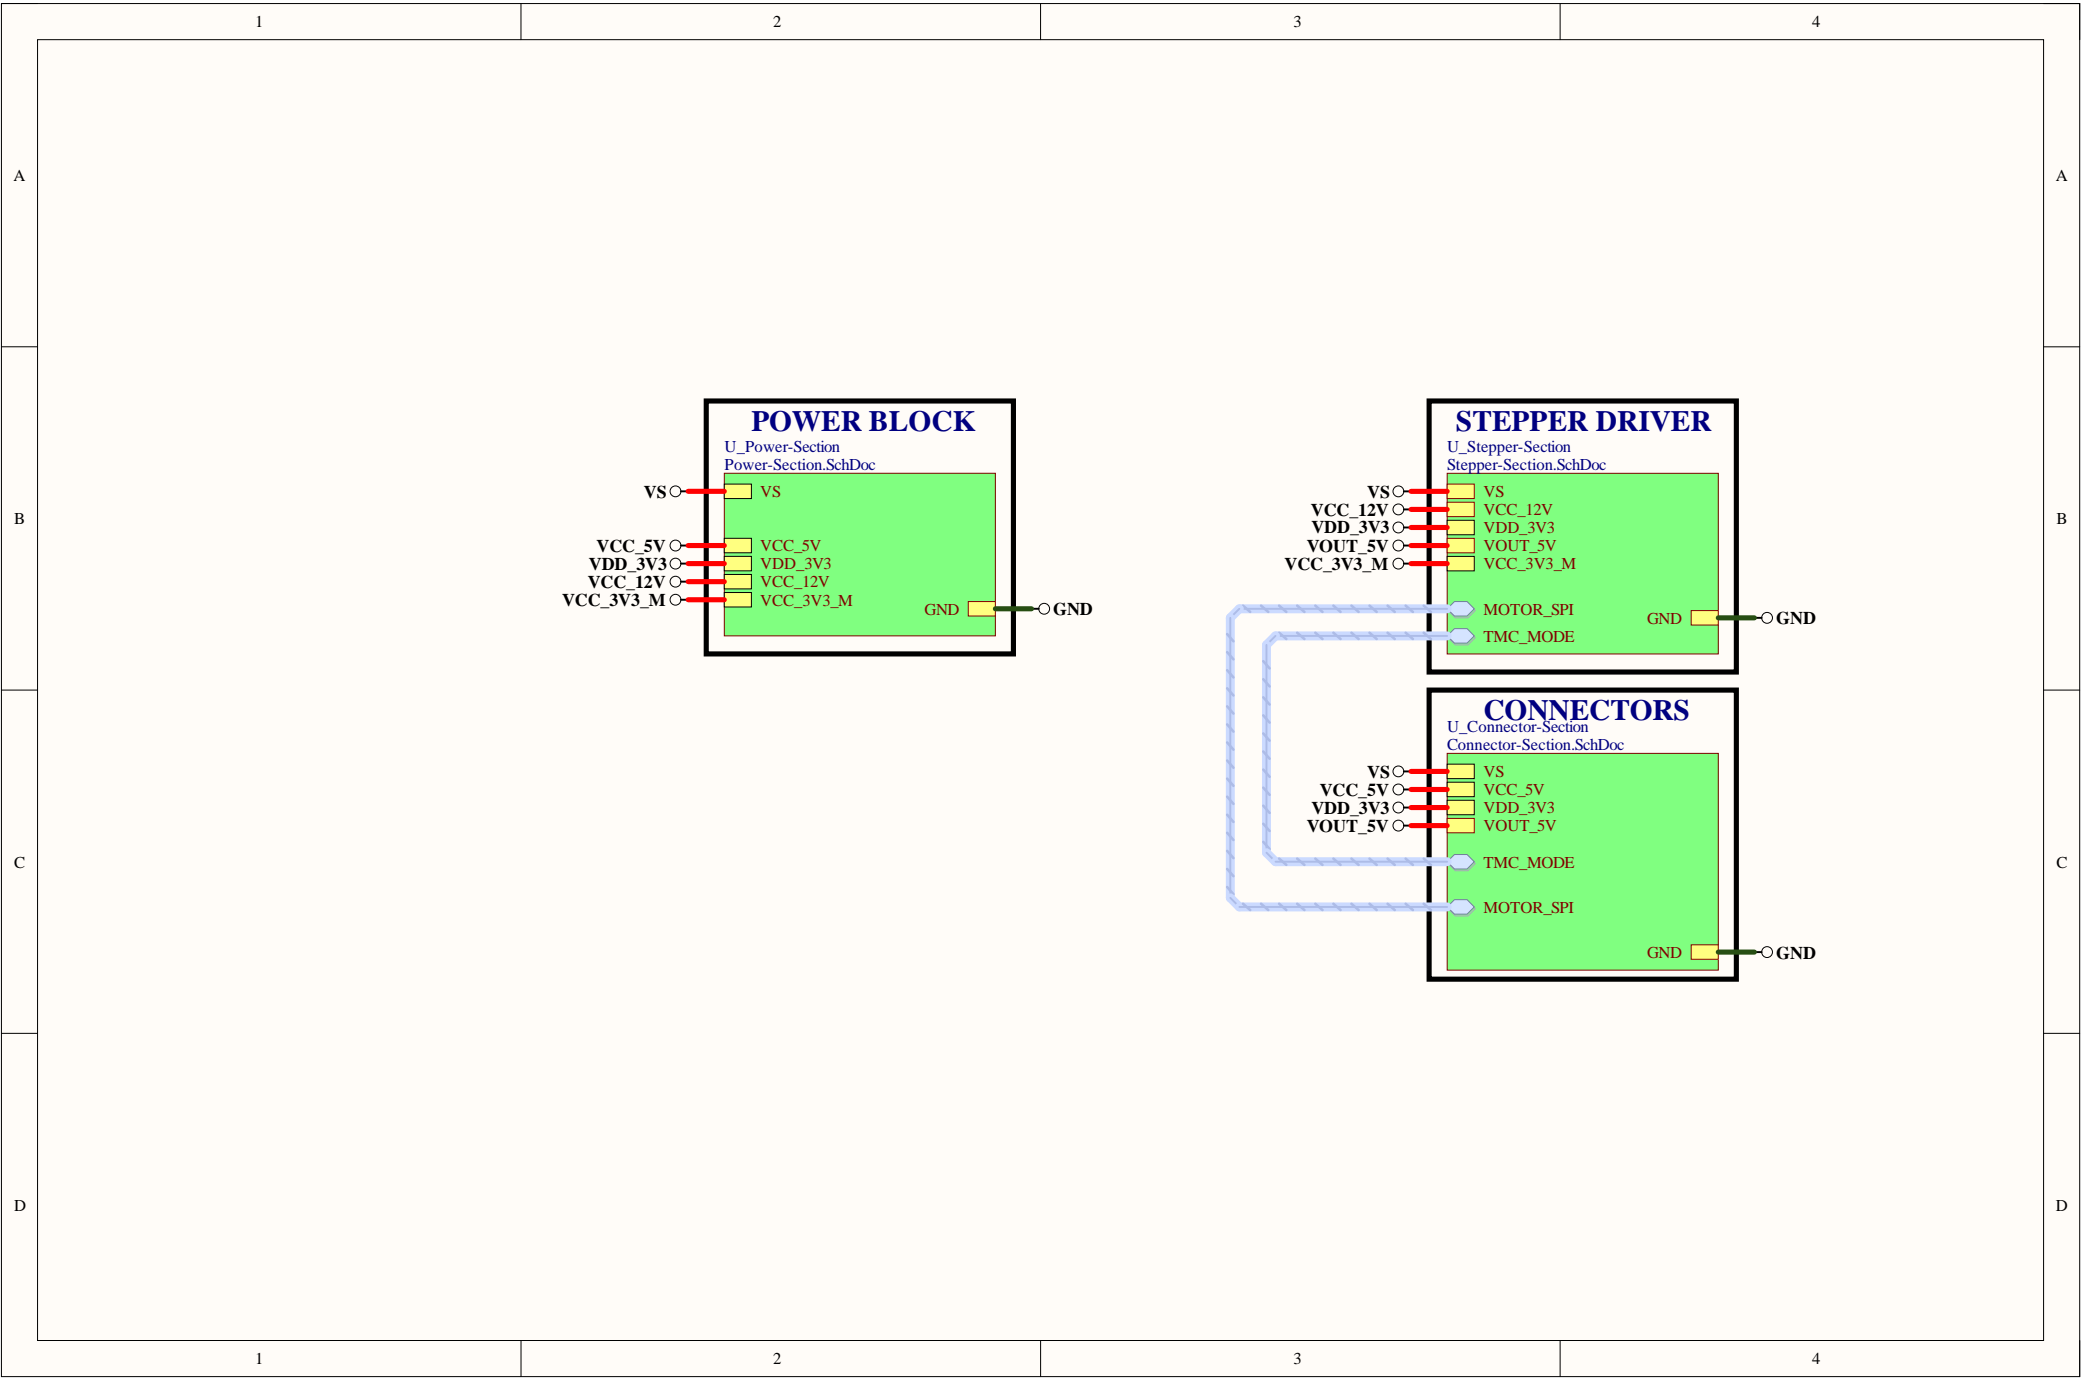 1 2 3 4
A A
B B
C C
D D
POWER BLOCK
U_Power-Section
Power-Section.SchDoc
VS VS
VCC_5V VCC_5V
VDD_3V3 VDD_3V3
VCC_12V VCC_12V
VCC_3V3_M VCC_3V3_M
GND GND
STEPPER DRIVER
U_Stepper-Section
Stepper-Section.SchDoc
VS VS
VCC_12V VCC_12V
VDD_3V3 VDD_3V3
VOUT_5V VOUT_5V
VCC_3V3_M VCC_3V3_M
MOTOR_SPI
GND GND
TMC_MODE
CONNECTORS
U_Connector-Section
Connector-Section.SchDoc
VS VS
VCC_5V VCC_5V
VDD_3V3 VDD_3V3
VOUT_5V VOUT_5V
TMC_MODE
MOTOR_SPI
GND GND
1 2 3 4